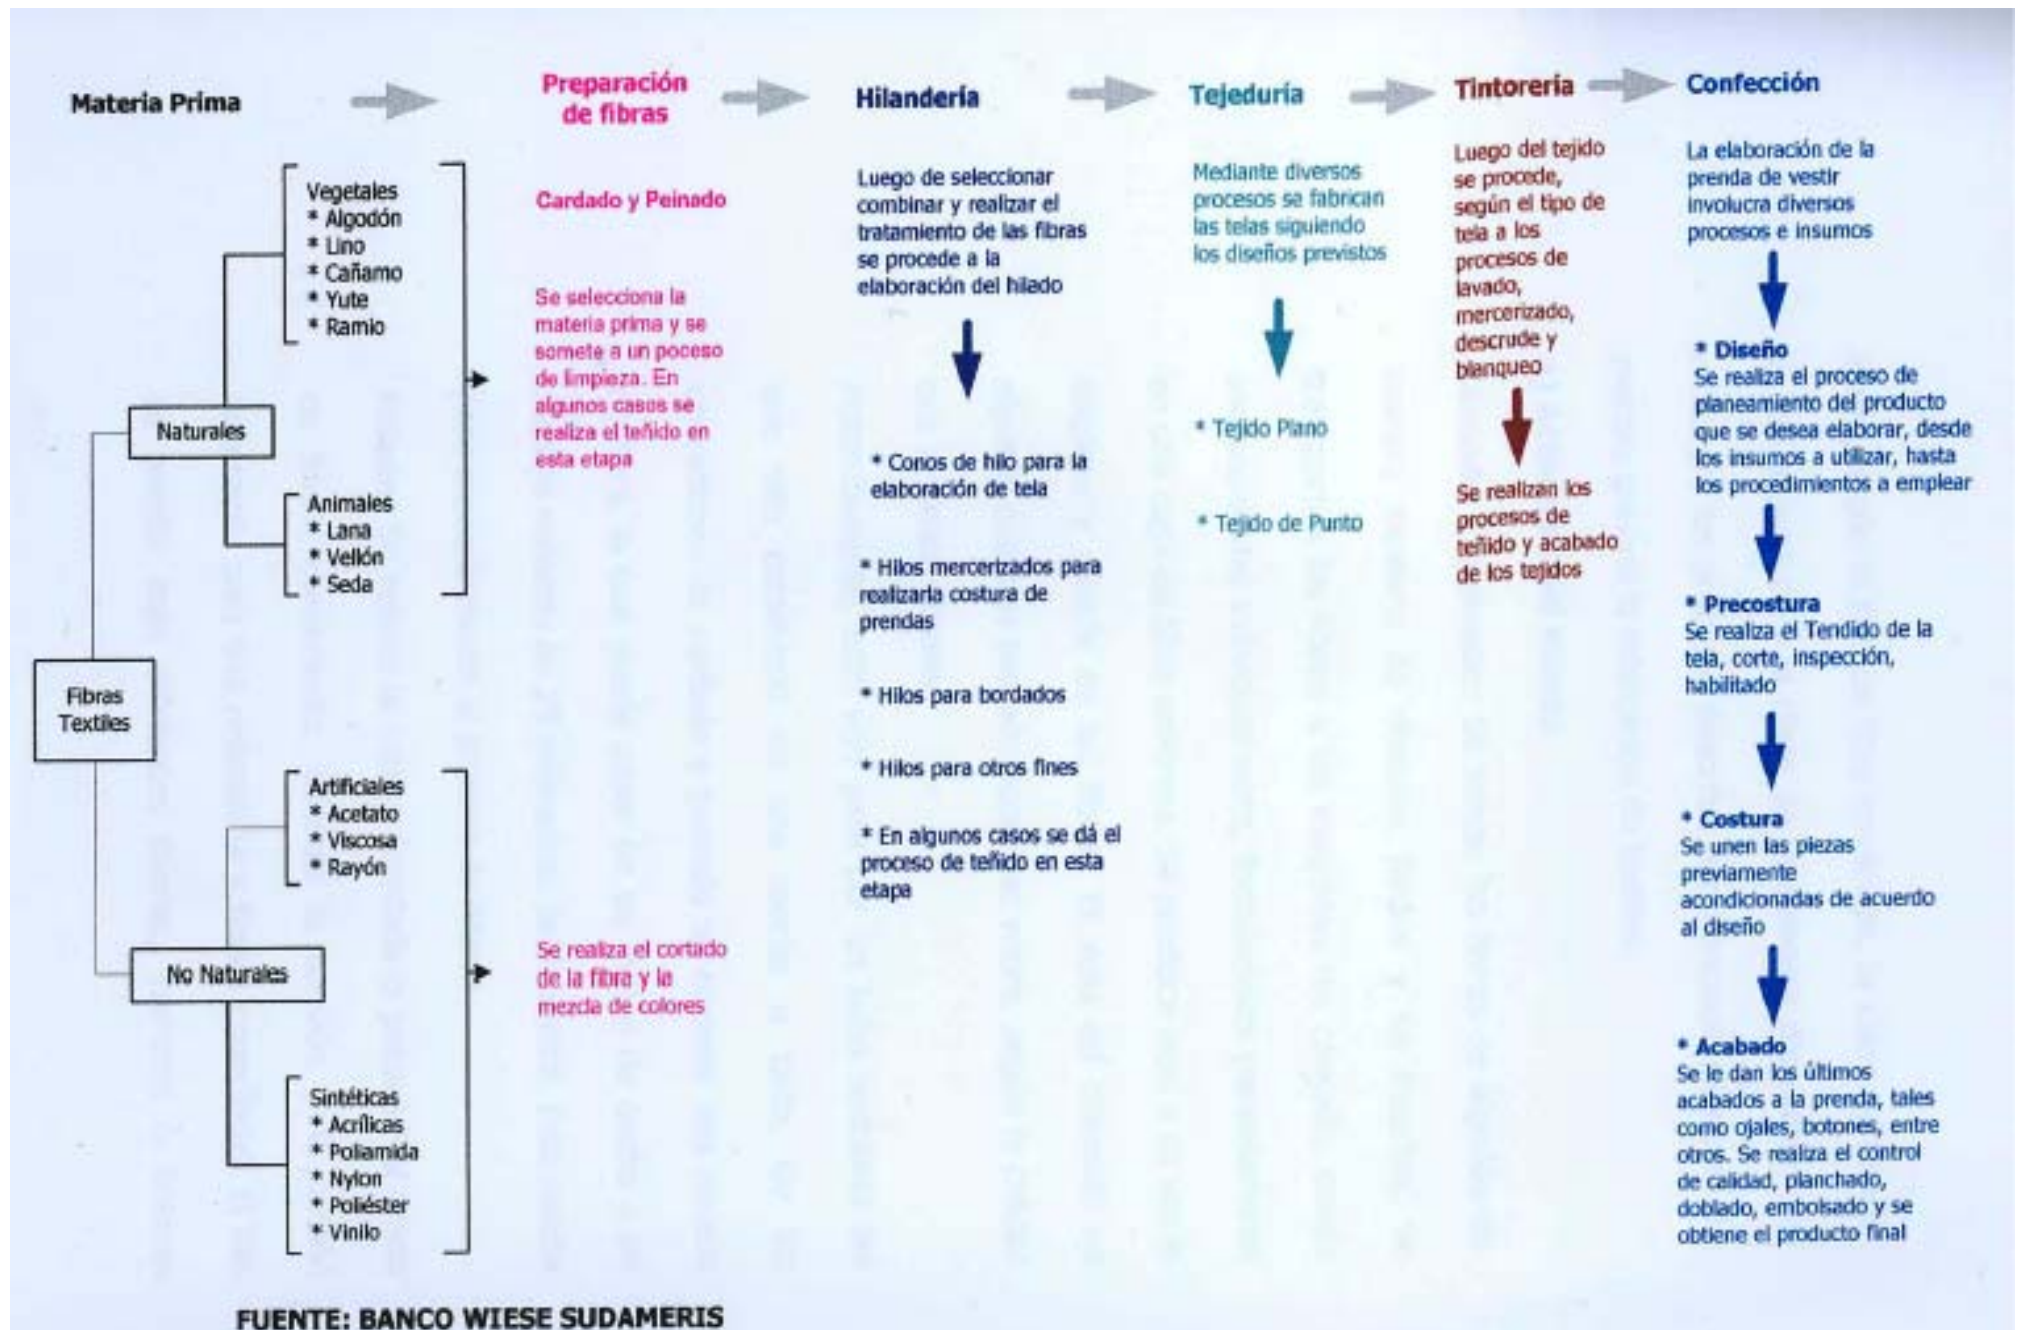 Materia Prima
Preparación
de fibras
Hilandería
Tejeduría
Tintorería
Confección
Fibras
Textiles
Naturales
Vegetales
* Algodón
* Lino
* Cañamo
* Yute
* Ramio
Animales
* Lana
* Vellón
* Seda
No Naturales
Artificiales
* Acetato
* Viscosa
* Rayón
Sintéticas
* Acrílicas
* Poliamida
* Nylon
* Poliéster
* Vinilo
Cardado y Peinado
Se selecciona la
materia prima y se
somete a un poceso
de limpieza. En
algunos casos se
realiza el teñido en
esta etapa
Se realiza el cortado
de la fibra y la
mezcla de colores
Luego de seleccionar
combinar y realizar el
tratamiento de las fibras
se procede a la
elaboración del hilado
* Conos de hilo para la
elaboración de tela
* Hilos mercerizados para
realizarla costura de
prendas
* Hilos para bordados
* Hilos para otros fines
* En algunos casos se dá el
proceso de teñido en esta
etapa
Mediante diversos
procesos se fabrican
las telas siguiendo
los diseños previstos
* Tejido Plano
* Tejido de Punto
Luego del tejido
se procede,
según el tipo de
tela a los
procesos de
lavado,
mercerizado,
descrude y
blanqueo
Se realizan los
procesos de
teñido y acabado
de los tejidos
La elaboración de la
prenda de vestir
involucra diversos
procesos e insumos
* Diseño
Se realiza el proceso de
planeamiento del producto
que se desea elaborar, desde
los insumos a utilizar, hasta
los procedimientos a emplear
* Precostura
Se realiza el Tendido de la
tela, corte, inspección,
habilitado
* Costura
Se unen las piezas
previamente
acondicionadas de acuerdo
al diseño
* Acabado
Se le dan los últimos
acabados a la prenda, tales
como ojales, botones, entre
otros. Se realiza el control
de calidad, planchado,
doblado, embolsado y se
obtiene el producto final
FUENTE: BANCO WIESE SUDAMERIS